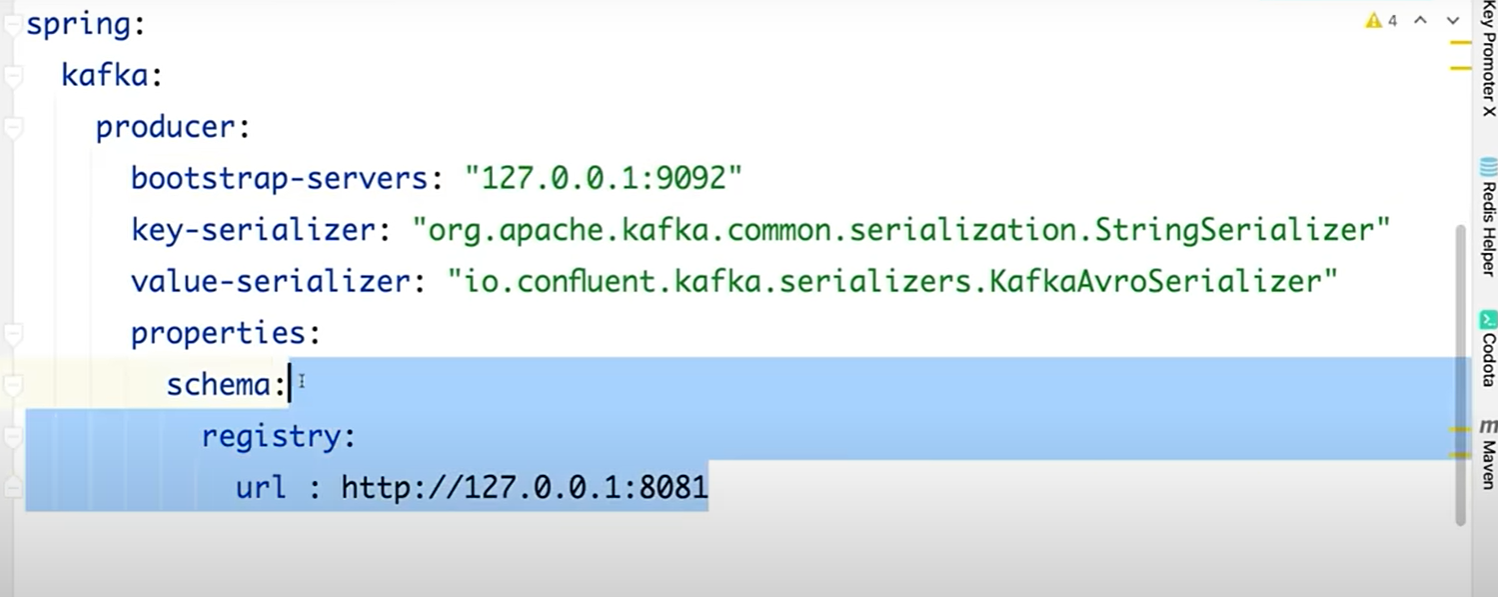 spring:
kafka:
producer:
bootstrap-servers: "127.0.0.1:9092"
key-serializer: "org.apache.kafka.common.serialization.StringSerializer"
value-serializer: "io.confluent.kafka.serializers.KafkaAvroSerializer"
properties:
schema:
registry:
url : http://127.0.0.1:8081
4
Key Promoter X
Redis Helper
Codota
m
Maven